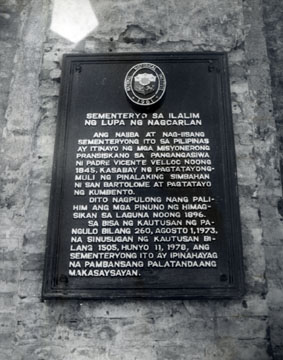 SEMENTERYO SA ILALIM
NG LUPA NG NAGCARLAN
ANG NAIIBA AT NAG-IISANG
SEMENTERYONG ITO SA PILIPINAS
AY ITINAYO NG MGA MISYONERONG
PRANSISKANO SA PANGANGASIWA
NI PADRE VICENTE VELLOC NOONG
1845, KASABAY NG PAGTATAYONG-
MULI NG PINALAKING SIMBAHAN
NI SAN BARTOLOME AT PAGTATAYO
NG KUMBENTO.
DITO NAGPULONG NANG PALI-
HIM ANG MGA PINUNO NG HIMAG-
SIKAN SA LAGUNA NOONG 1896.
SA BISA NG KAUTUSAN NG PA-
NGULO BILANG 260, AGOSTO 1, 1973,
NA SINUSUGAN NG KAUTUSAN BI-
LANG 1505, HUNYO 11, 1978, ANG
SEMENTERYONG ITO AY IPINAHAYAG
NA PAMBANSANG PALATANDAANG
MAKASAYSAYAN.